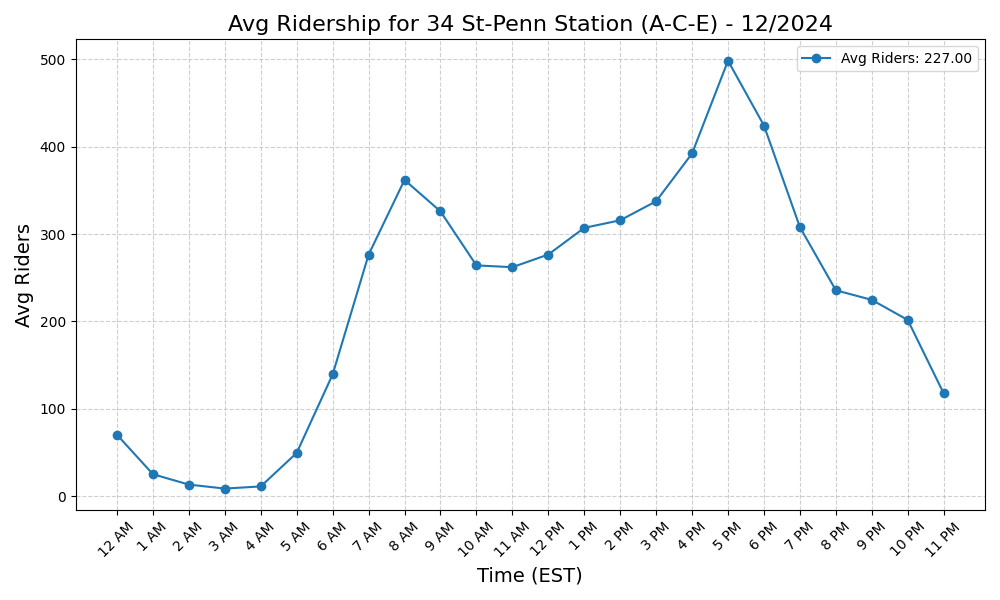 Avg Ridership for 34 St-Penn Station (A-C-E) - 12/2024
Avg Riders: 227.00
500
400
300
200
100
0
Avg Riders
12 AM
1 AM
2 AM
3 AM
4 AM
5 AM
6 AM
7 AM
8 AM
9 AM
10 AM
11 AM
12 PM
1 PM
2 PM
3 PM
4 PM
5 PM
6 PM
7 PM
8 PM
9 PM
10 PM
11 PM
Time (EST)